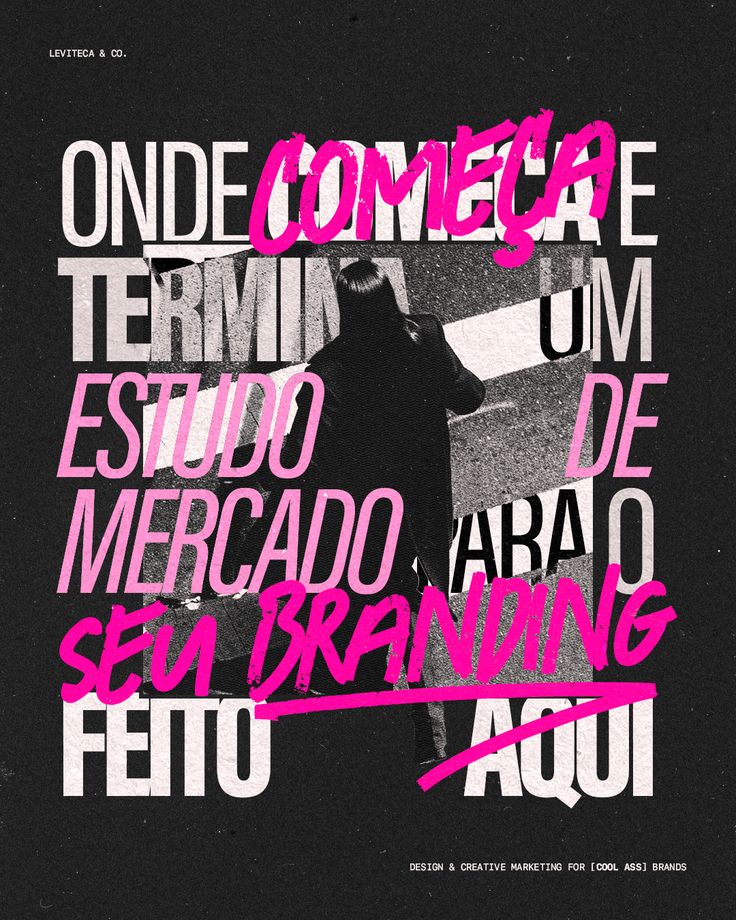 LEVITECA & CO.
ONDE COMEÇA E
TERMINA UM
ESTUDO DE
MERCADO PARA O
SEU BRANDING
FEITO AQUI
DESIGN & CREATIVE MARKETING FOR [COOL ASS] BRANDS